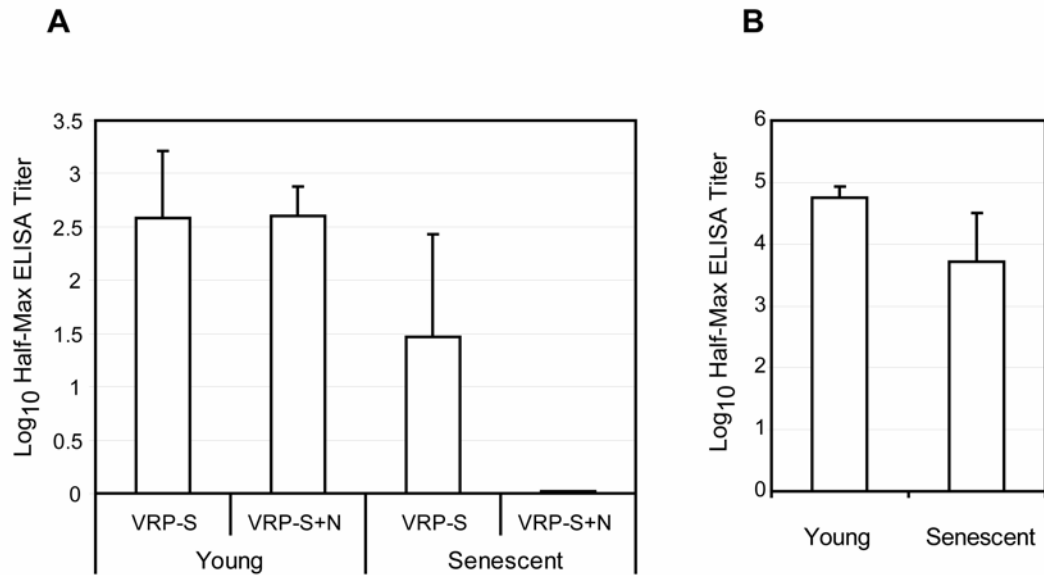 A
Log10 Half-Max ELISA Titer
3.5
3
2.5
2
1.5
1
0.5
0
VRP-S VRP-S+N VRP-S VRP-S+N
Young Senescent
B
Log10 Half-Max ELISA Titer
6
5
4
3
2
1
0
Young Senescent